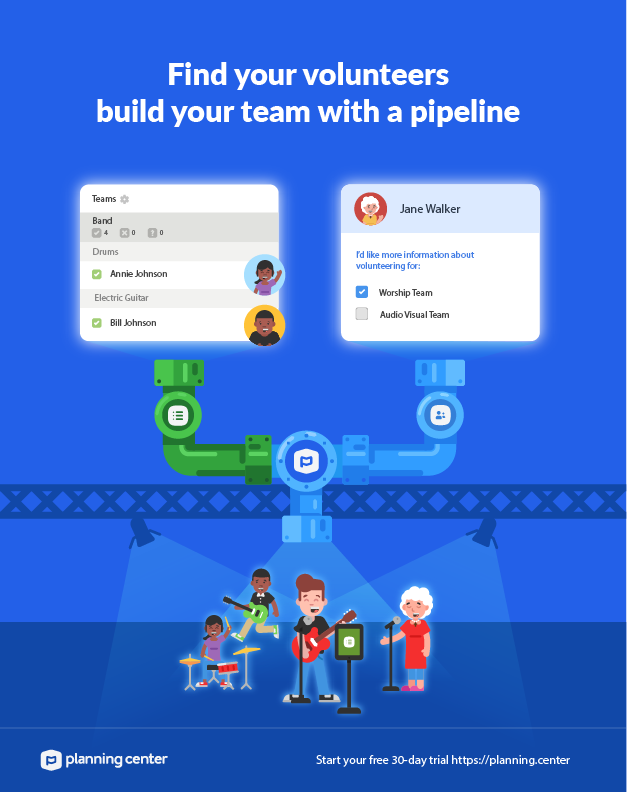 Find your volunteers
build your team with a pipeline
Teams
Band
4 0 0
Drums
Annie Johnson
Electric Guitar
Bill Johnson
Jane Walker
I'd like more information about
volunteering for:
Worship Team
Audio Visual Team
planning center
Start your free 30-day trial https://planning.center